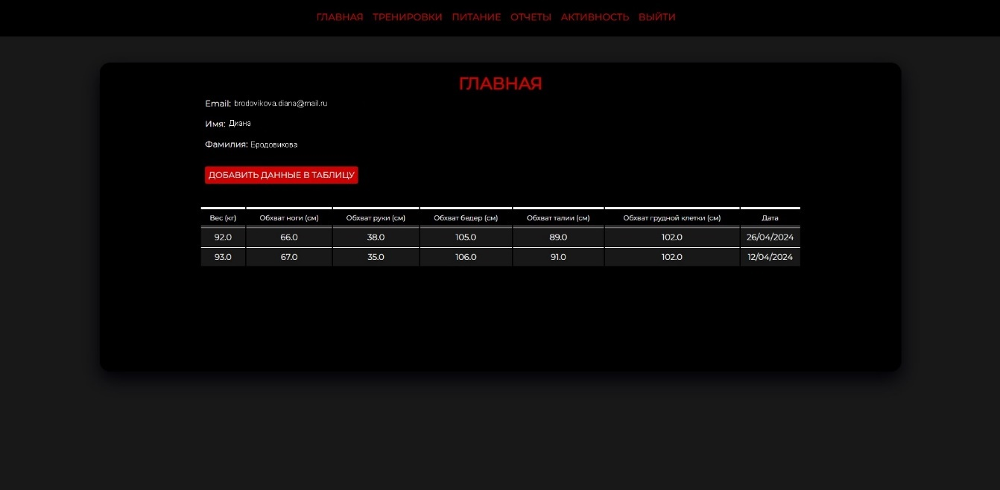 ГЛАВНАЯ ТРЕНИРОВКИ ПИТАНИЕ ОТЧЕТЫ АКТИВНОСТЬ ВЫЙТИ
ГЛАВНАЯ
Email: brodovikova.diana@mail.ru
Имя: Диана
Фамилия: Бродовикова
ДОБАВИТЬ ДАННЫЕ В ТАБЛИЦУ
Вес (кг) Обхват ноги (см) Обхват руки (см) Обхват бедер (см) Обхват талии (см) Обхват грудной клетки (см) Дата
92.0 66.0 38.0 105.0 89.0 102.0 26/04/2024
93.0 67.0 35.0 106.0 91.0 102.0 12/04/2024